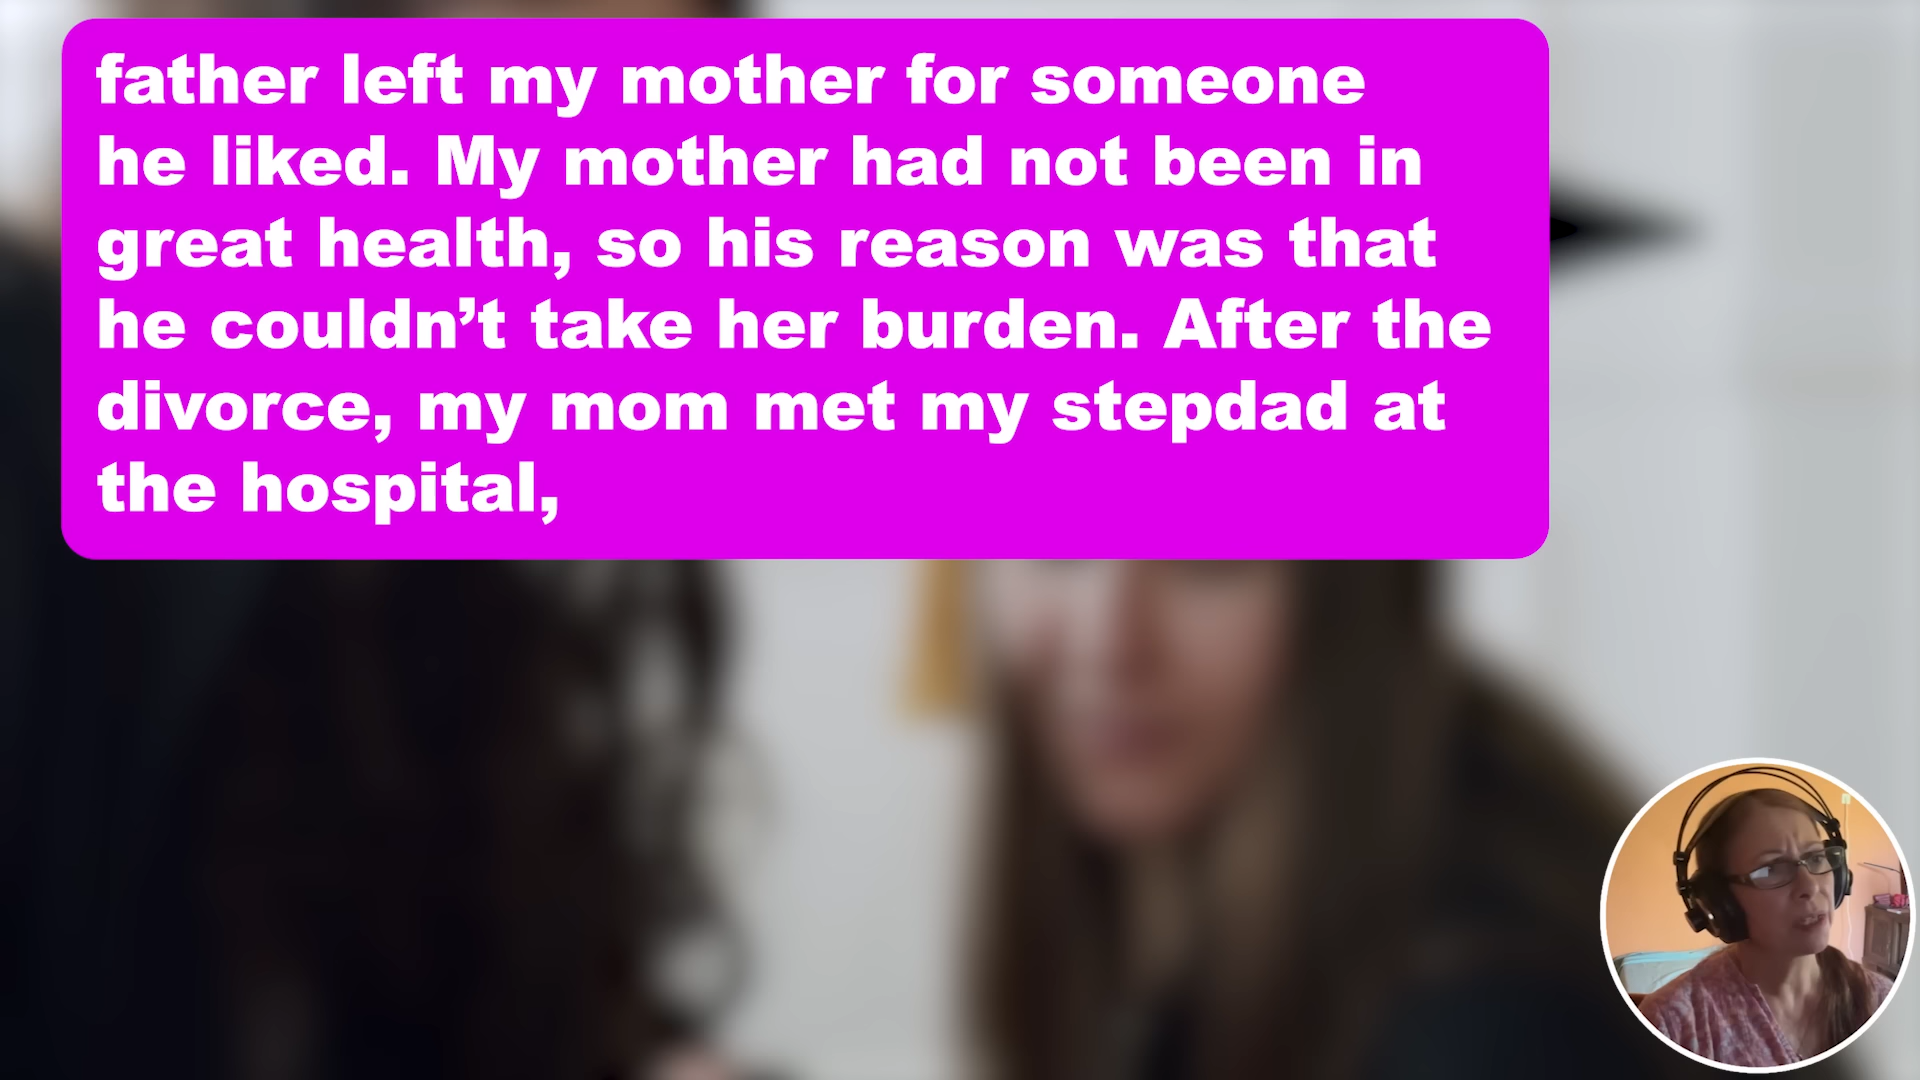 father left my mother for someone
he liked. My mother had not been in
great health, so his reason was that
he couldn’t take her burden. After the
divorce, my mom met my stepdad at
the hospital,